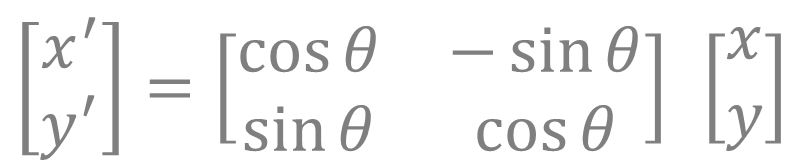 [x′ y′] = [cos θ − sin θ; sin θ cos θ] [x y]